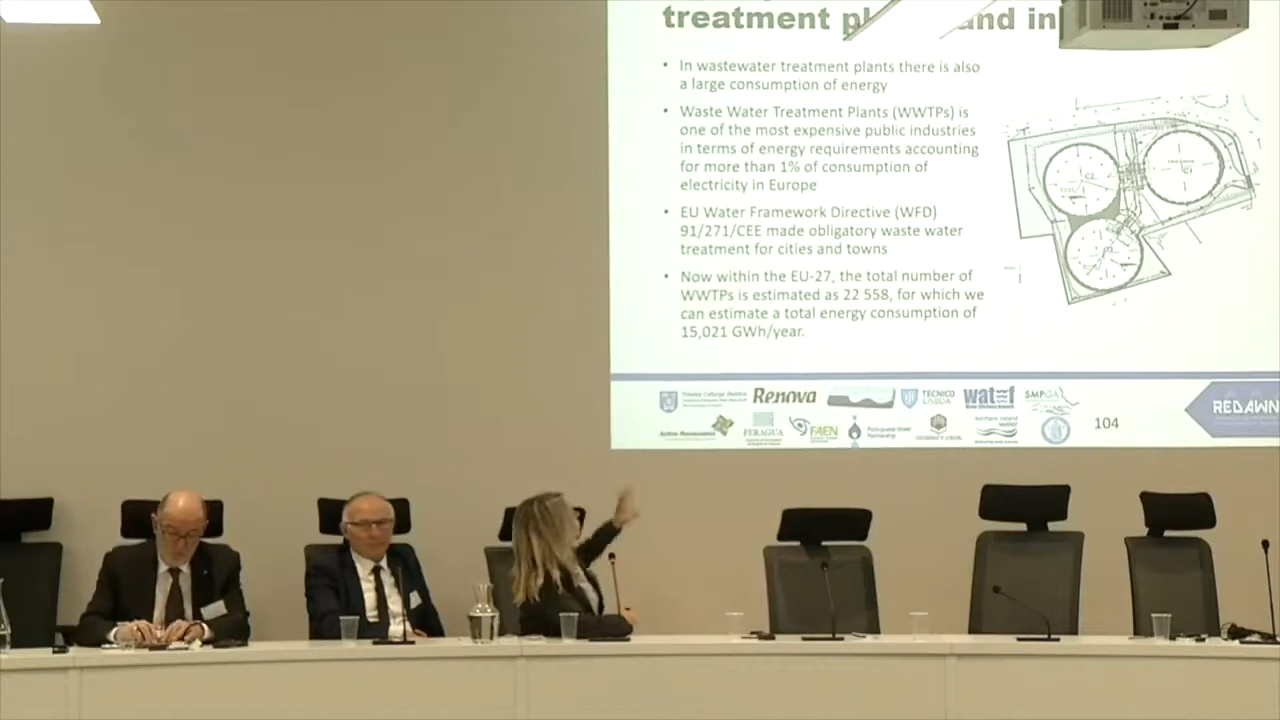 treatment pl and in
• In wastewater treatment plants there is also
a large consumption of energy
• Waste Water Treatment Plants (WWTPs) is
one of the most expensive public industries
in terms of energy requirements accounting
for more than 1% of consumption of
electricity in Europe
• EU Water Framework Directive (WFD)
91/271/CEE made obligatory waste water
treatment for cities and towns
• Now within the EU-27, the total number of
WWTPs is estimated as 22 558, for which we
can estimate a total energy consumption of
15,021 GWh/year.
Renova
TÉCNICO
LISBOA
SMPGA
FERAGUA
FAEN
104
REDAWN